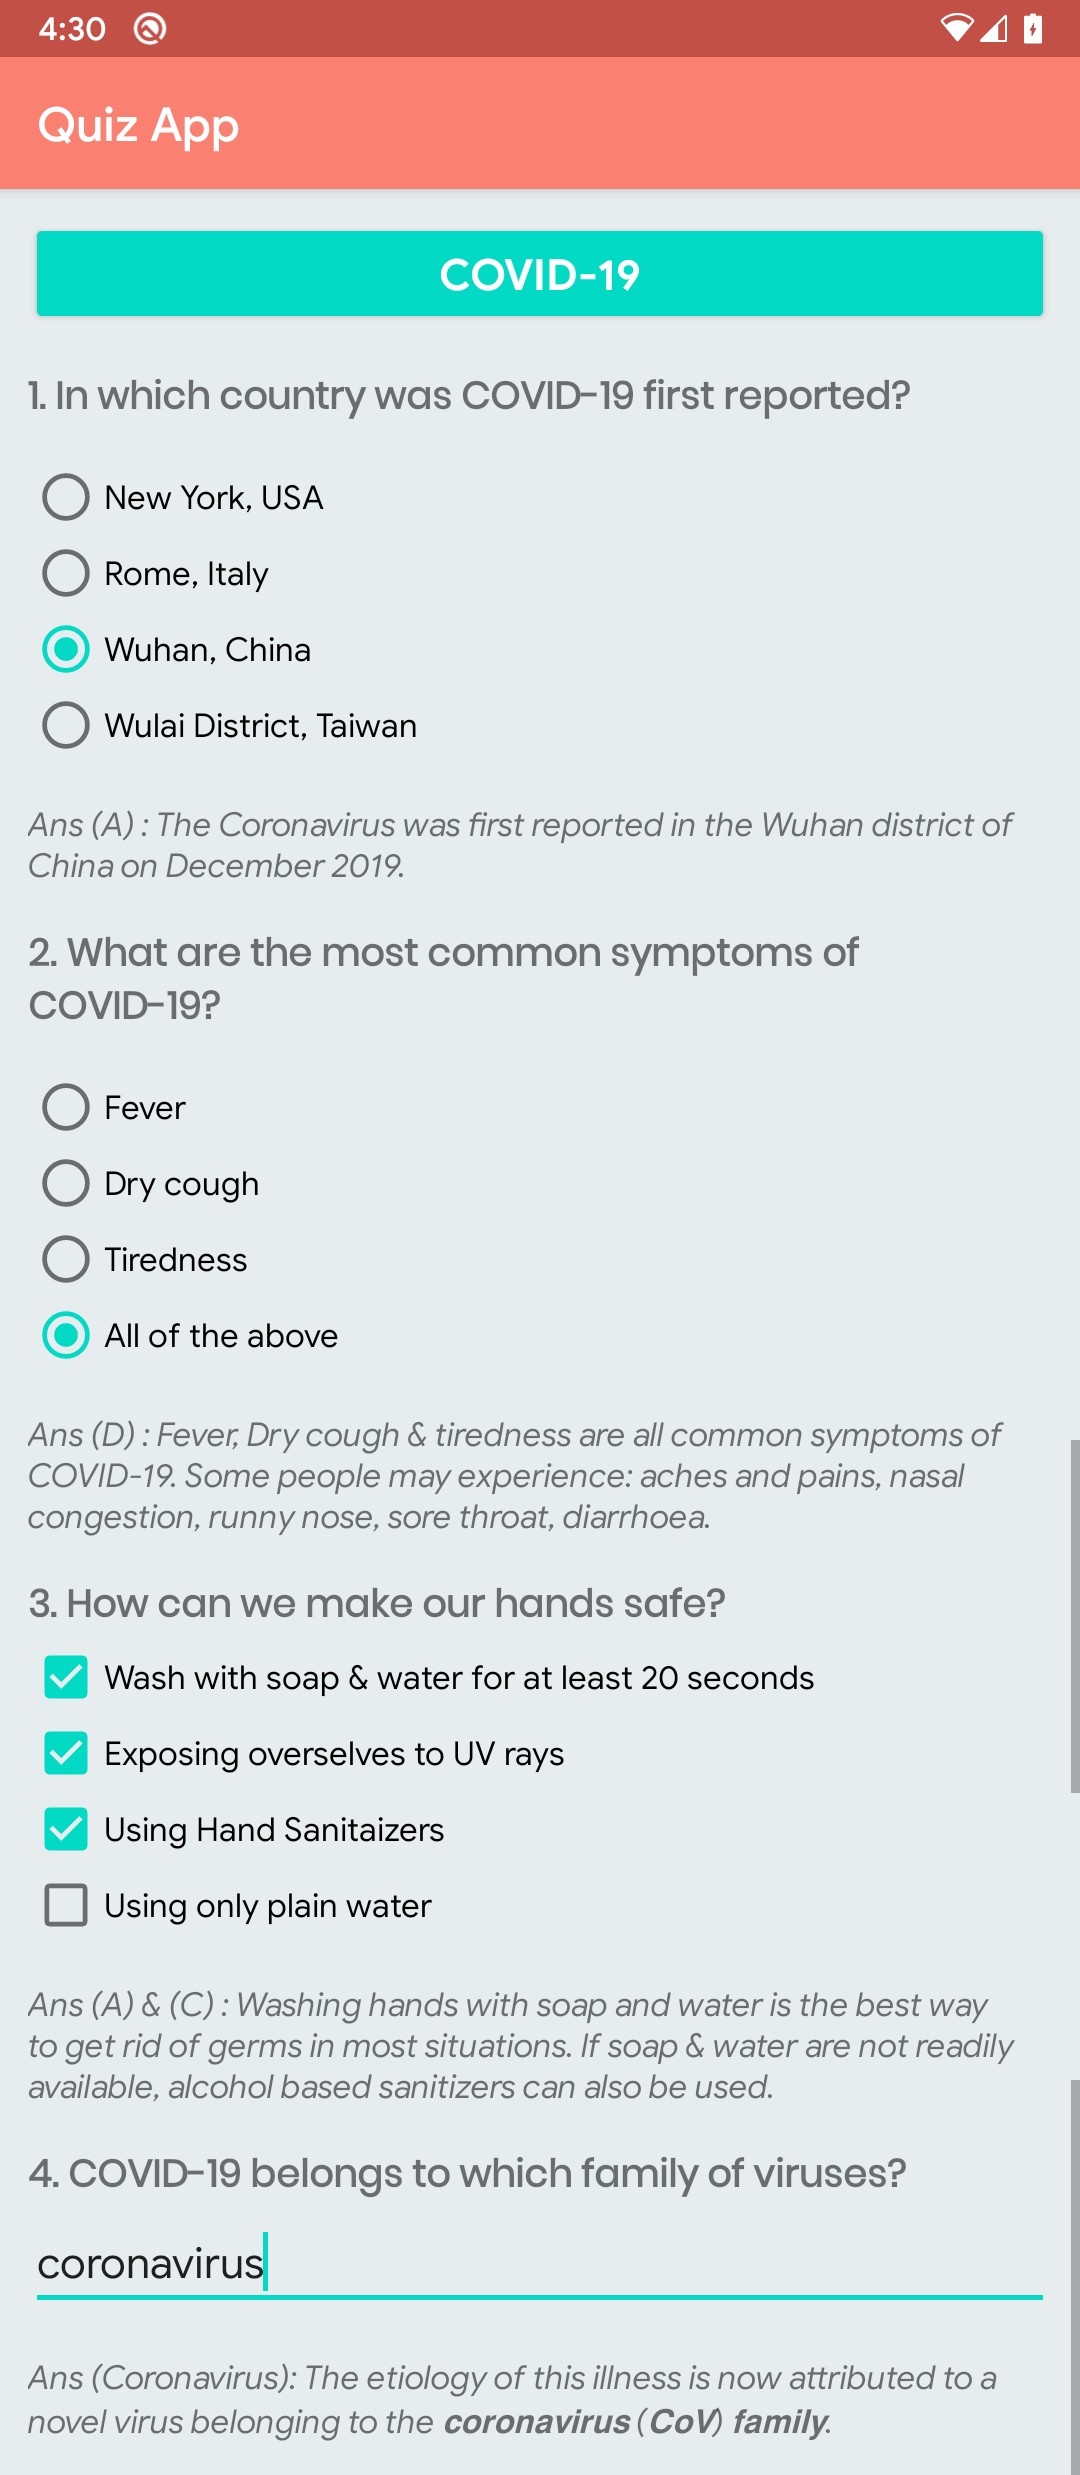 4:30
Quiz App
COVID-19
1. In which country was COVID-19 first reported?
New York, USA
Rome, Italy
Wuhan, China
Wulai District, Taiwan
Ans (A) : The Coronavirus was first reported in the Wuhan district of
China on December 2019.
2. What are the most common symptoms of
COVID-19?
Fever
Dry cough
Tiredness
All of the above
Ans (D) : Fever, Dry cough & tiredness are all common symptoms of
COVID-19. Some people may experience: aches and pains, nasal
congestion, runny nose, sore throat, diarrhoea.
3. How can we make our hands safe?
Wash with soap & water for at least 20 seconds
Exposing overselves to UV rays
Using Hand Sanitaizers
Using only plain water
Ans (A) & (C) : Washing hands with soap and water is the best way
to get rid of germs in most situations. If soap & water are not readily
available, alcohol based sanitizers can also be used.
4. COVID-19 belongs to which family of viruses?
coronavirus
Ans (Coronavirus): The etiology of this illness is now attributed to a
novel virus belonging to the coronavirus (CoV) family.